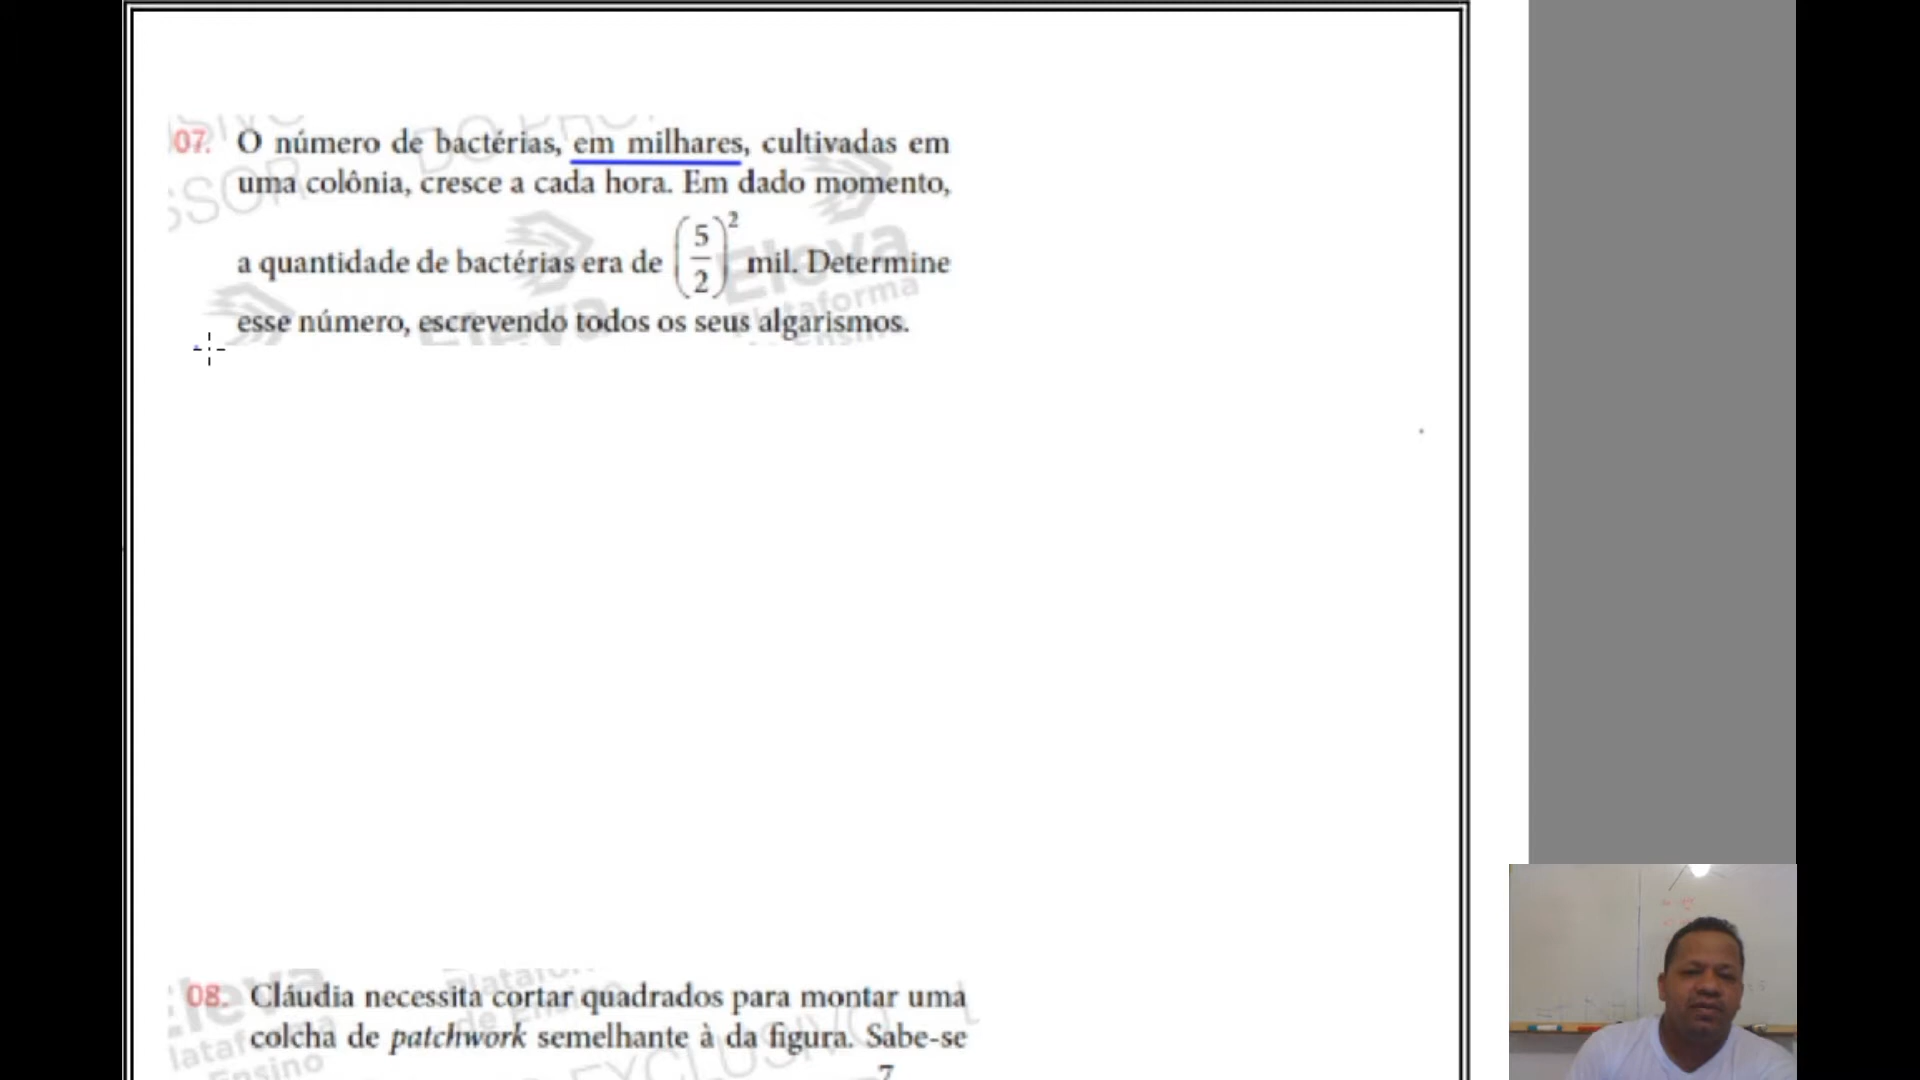 07. O número de bactérias, em milhares, cultivadas em
uma colônia, cresce a cada hora. Em dado momento,
a quantidade de bactérias era de (5/2)² mil. Determine
esse número, escrevendo todos os seus algarismos.
08. Cláudia necessita cortar quadrados para montar uma
colcha de patchwork semelhante à da figura. Sabe-se
7